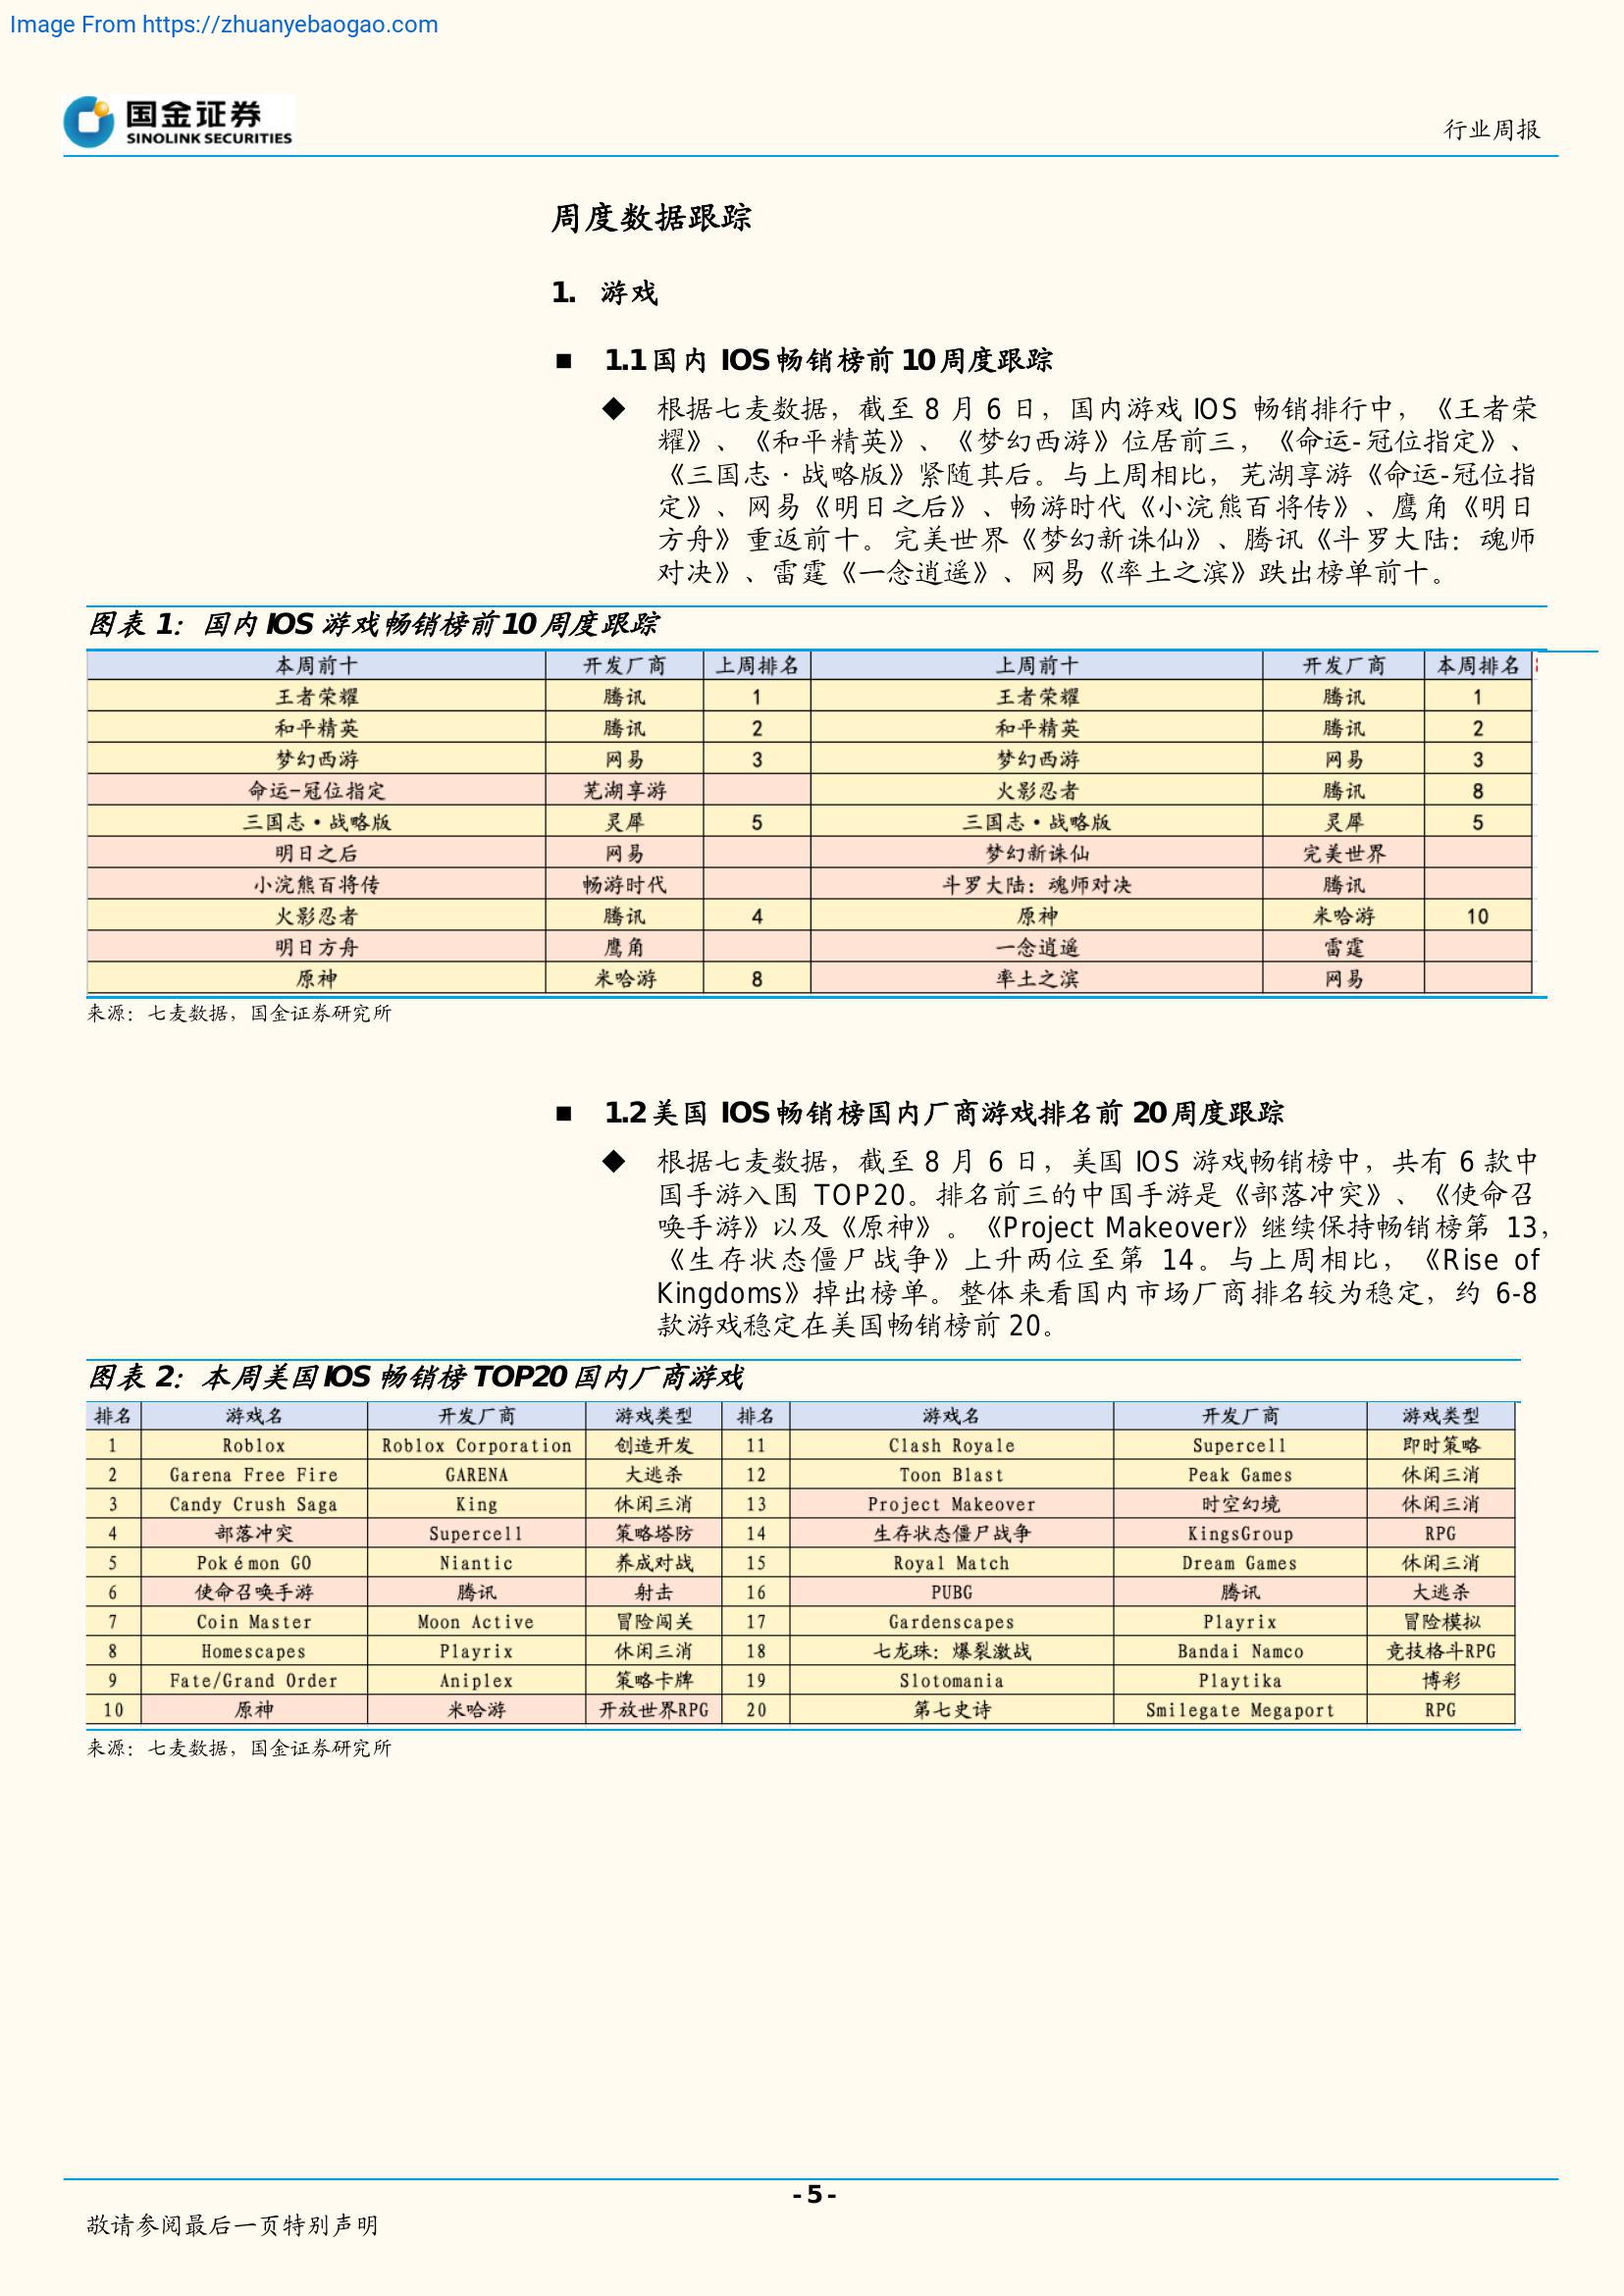 Image From https://zhuanyebaogao.com
国金证券
SINOLINK SECURITIES
行业周报
周度数据跟踪
1. 游戏
■ 1.1国内 IOS 畅销榜前 10 周度跟踪
◆ 根据七麦数据，截至 8 月 6 日，国内游戏 IOS 畅销排行中，《王者荣
耀》、《和平精英》、《梦幻西游》位居前三，《命运-冠位指定》、
《三国志·战略版》紧随其后。与上周相比，芜湖享游《命运-冠位指
定》、网易《明日之后》、畅游时代《小浣熊百将传》、鹰角《明日
方舟》重返前十。完美世界《梦幻新诛仙》、腾讯《斗罗大陆：魂师
对决》、雷霆《一念逍遥》、网易《率土之滨》跌出榜单前十。
图表 1：国内 IOS 游戏畅销榜前 10 周度跟踪
本周前十 开发厂商 上周排名 上周前十 开发厂商 本周排名
王者荣耀 腾讯 1 王者荣耀 腾讯 1
和平精英 腾讯 2 和平精英 腾讯 2
梦幻西游 网易 3 梦幻西游 网易 3
命运-冠位指定 芜湖享游 火影忍者 腾讯 8
三国志·战略版 灵犀 5 三国志·战略版 灵犀 5
明日之后 网易 梦幻新诛仙 完美世界
小浣熊百将传 畅游时代 斗罗大陆：魂师对决 腾讯
火影忍者 腾讯 4 原神 米哈游 10
明日方舟 鹰角 一念逍遥 雷霆
原神 米哈游 8 率土之滨 网易
来源：七麦数据，国金证券研究所
■ 1.2美国 IOS 畅销榜国内厂商游戏排名前 20 周度跟踪
◆ 根据七麦数据，截至 8 月 6 日，美国 IOS 游戏畅销榜中，共有 6 款中
国手游入围 TOP20。排名前三的中国手游是《部落冲突》、《使命召
唤手游》以及《原神》。《Project Makeover》继续保持畅销榜第 13，
《生存状态僵尸战争》上升两位至第 14。与上周相比，《Rise of
Kingdoms》掉出榜单。整体来看国内市场厂商排名较为稳定，约 6-8
款游戏稳定在美国畅销榜前 20。
图表 2：本周美国 IOS 畅销榜 TOP20 国内厂商游戏
排名 游戏名 开发厂商 游戏类型 排名 游戏名 开发厂商 游戏类型
1 Roblox Roblox Corporation 创造开发 11 Clash Royale Supercell 即时策略
2 Garena Free Fire GARENA 大逃杀 12 Toon Blast Peak Games 休闲三消
3 Candy Crush Saga King 休闲三消 13 Project Makeover 时空幻境 休闲三消
4 部落冲突 Supercell 策略塔防 14 生存状态僵尸战争 KingsGroup RPG
5 Pokémon GO Niantic 养成对战 15 Royal Match Dream Games 休闲三消
6 使命召唤手游 腾讯 射击 16 PUBG 腾讯 大逃杀
7 Coin Master Moon Active 冒险闯关 17 Gardenscapes Playrix 冒险模拟
8 Homescapes Playrix 休闲三消 18 七龙珠：爆裂激战 Bandai Namco 竞技格斗RPG
9 Fate/Grand Order Aniplex 策略卡牌 19 Slotomania Playtika 博彩
10 原神 米哈游 开放世界RPG 20 第七史诗 Smilegate Megaport RPG
来源：七麦数据，国金证券研究所
- 5 -
敬请参阅最后一页特别声明